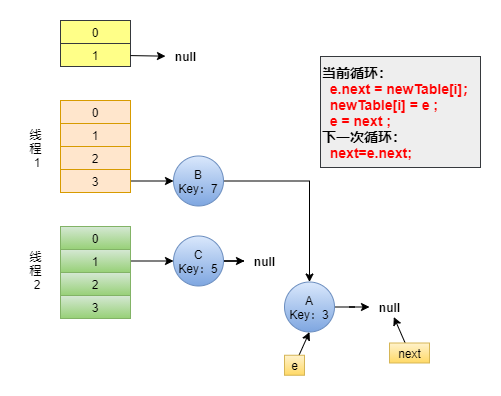 0
1
null
当前循环：
e.next = newTable[i];
newTable[i] = e ;
e = next ;
下一次循环：
next=e.next;
线程1
0
1
2
3
B
Key：7
线程2
0
1
2
3
C
Key：5
null
A
Key：3
null
e
next